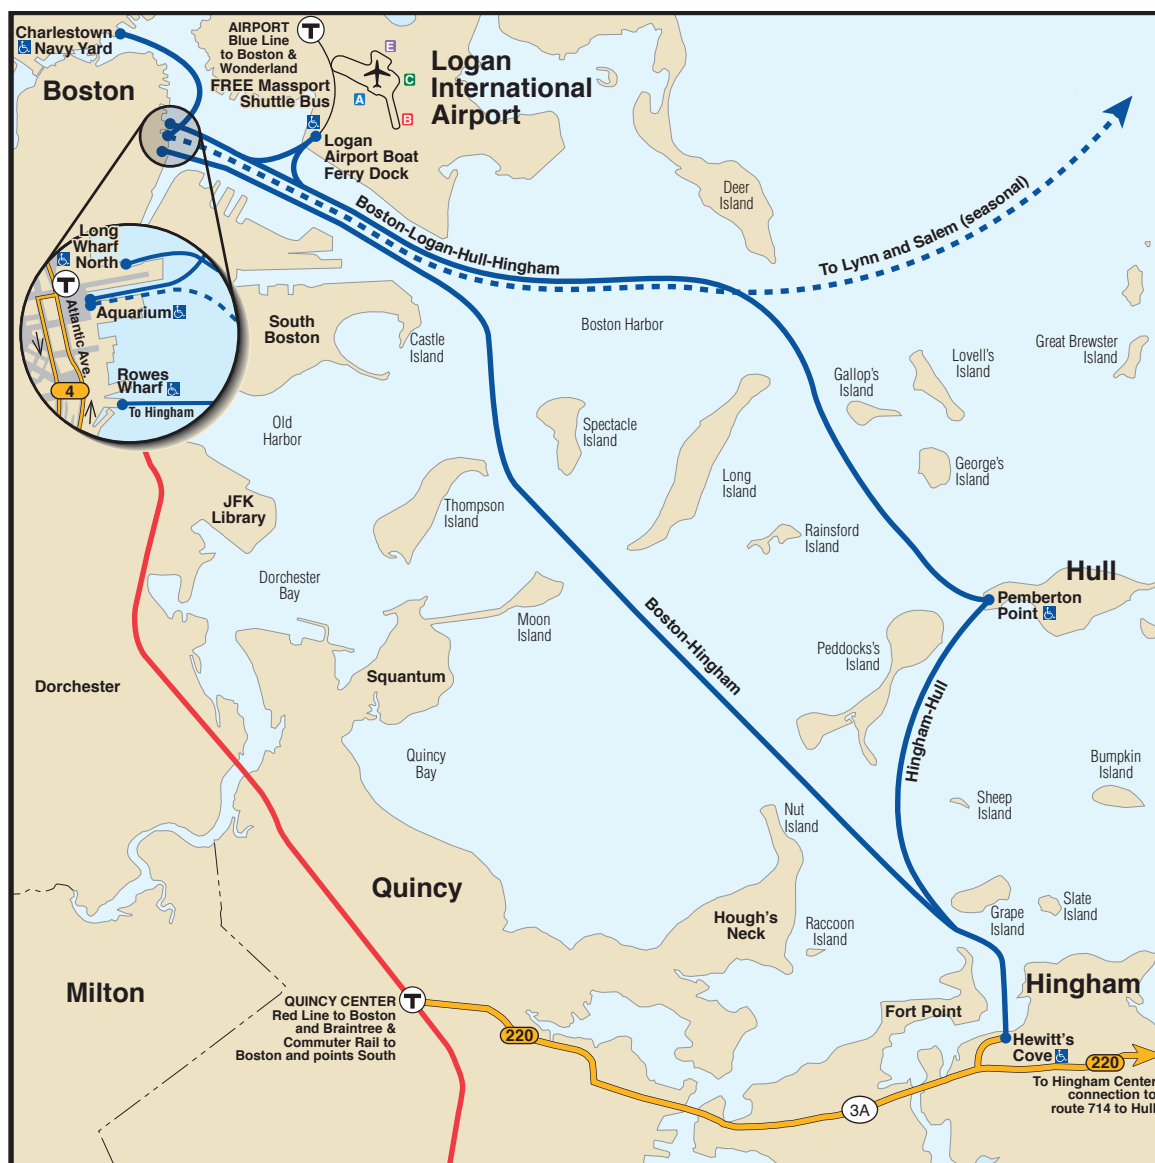 Charlestown
Navy Yard
Boston
AIRPORT
Blue Line
to Boston &
Wonderland
FREE Massport
Shuttle Bus
T
E
C
A
B
Logan
International
Airport
Logan
Airport Boat
Ferry Dock
Deer
Island
Boston-Logan-Hull-Hingham
To Lynn and Salem (seasonal)
Long
Wharf
North
T
Aquarium
Atlantic Ave.
Rowes
Wharf
4
To Hingham
South
Boston
Castle
Island
Boston Harbor
Great Brewster
Island
Lovell's
Island
Gallop's
Island
Old
Harbor
Spectacle
Island
George's
Island
Long
Island
JFK
Library
Thompson
Island
Rainsford
Island
Dorchester
Bay
Hull
Pemberton
Point
Moon
Island
Boston-Hingham
Peddocks's
Island
Squantum
Dorchester
Hingham-Hull
Quincy
Bay
Bumpkin
Island
Sheep
Island
Nut
Island
Quincy
Hough's
Neck
Raccoon
Island
Grape
Island
Slate
Island
Milton
Hingham
QUINCY CENTER
Red Line to Boston
and Braintree &
Commuter Rail to
Boston and points South
T
220
Fort Point
Hewitt's
Cove
220
To Hingham Center
connection to
route 714 to Hull
3A